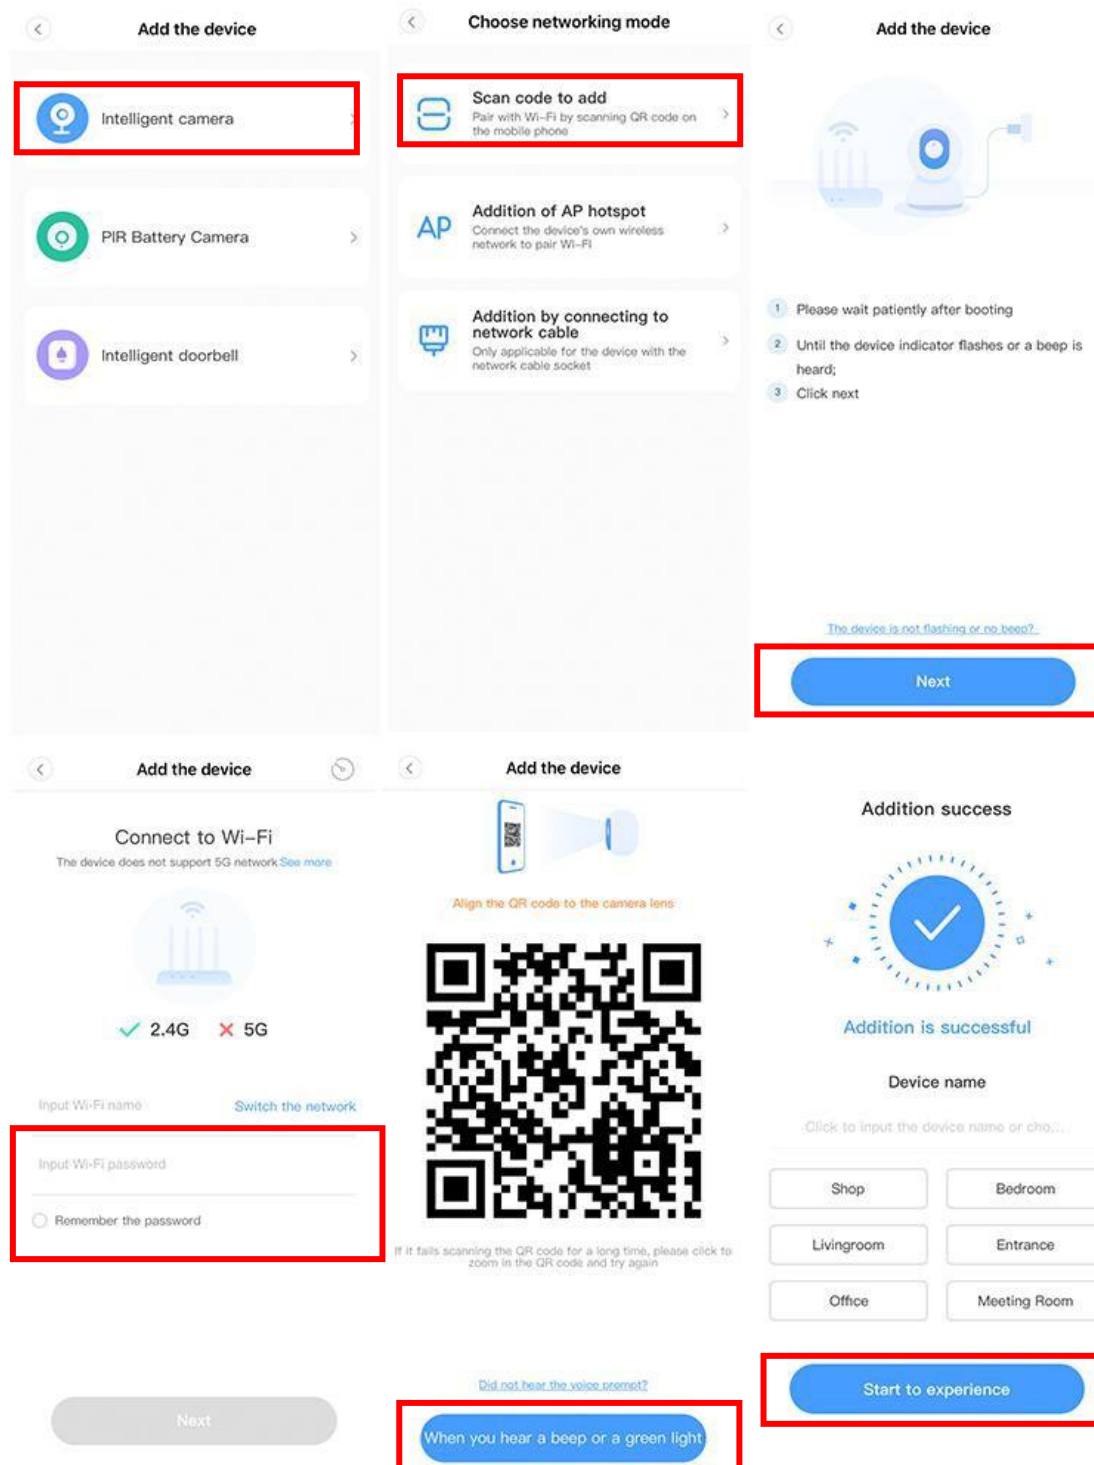 Add the device
Intelligent camera
PIR Battery Camera
Intelligent doorbell
Choose networking mode
Scan code to add
Pair with Wi-Fi by scanning QR code on
the mobile phone
AP
Addition of AP hotspot
Connect the device's own wireless
network to pair Wi-Fi
Addition by connecting to
network cable
Only applicable for the device with the
network cable socket
Add the device
1 Please wait patiently after booting
2 Until the device indicator flashes or a beep is
heard;
3 Click next
The device is not flashing or no beep?
Next
Add the device
Connect to Wi-Fi
The device does not support 5G network See more
2.4G 5G
Input Wi-Fi name Switch the network
Input Wi-Fi password
Remember the password
Next
Add the device
Align the QR code to the camera lens
If it fails scanning the QR code for a long time, please click to
zoom in the QR code and try again
Did not hear the voice prompt?
When you hear a beep or a green light
Addition success
Addition is successful
Device name
Click to input the device name or cho...
Shop Bedroom
Livingroom Entrance
Office Meeting Room
Start to experience